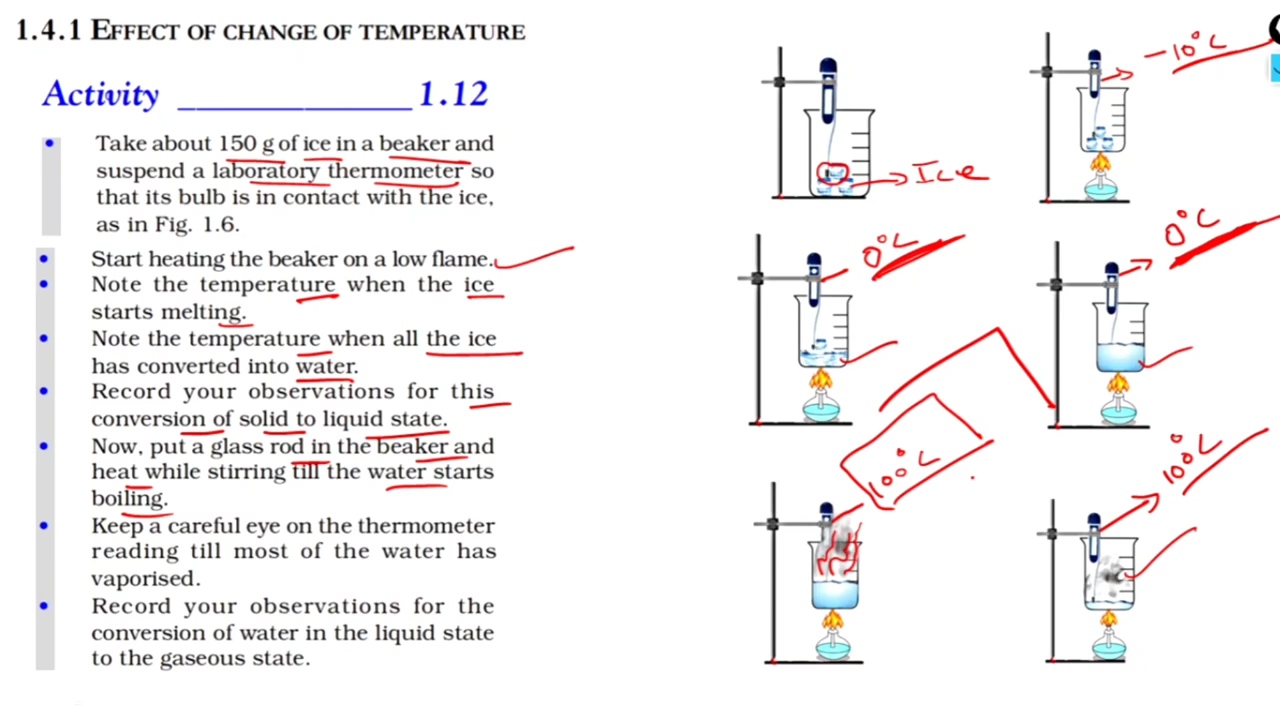 1.4.1 EFFECT OF CHANGE OF TEMPERATURE
Activity ______________ 1.12
• Take about 150 g of ice in a beaker and
suspend a laboratory thermometer so
that its bulb is in contact with the ice,
as in Fig. 1.6.
• Start heating the beaker on a low flame.
• Note the temperature when the ice
starts melting.
• Note the temperature when all the ice
has converted into water.
• Record your observations for this
conversion of solid to liquid state.
• Now, put a glass rod in the beaker and
heat while stirring till the water starts
boiling.
• Keep a careful eye on the thermometer
reading till most of the water has
vaporised.
• Record your observations for the
conversion of water in the liquid state
to the gaseous state.
Ice
-10°C
0°C
0°C
100°C
100°C